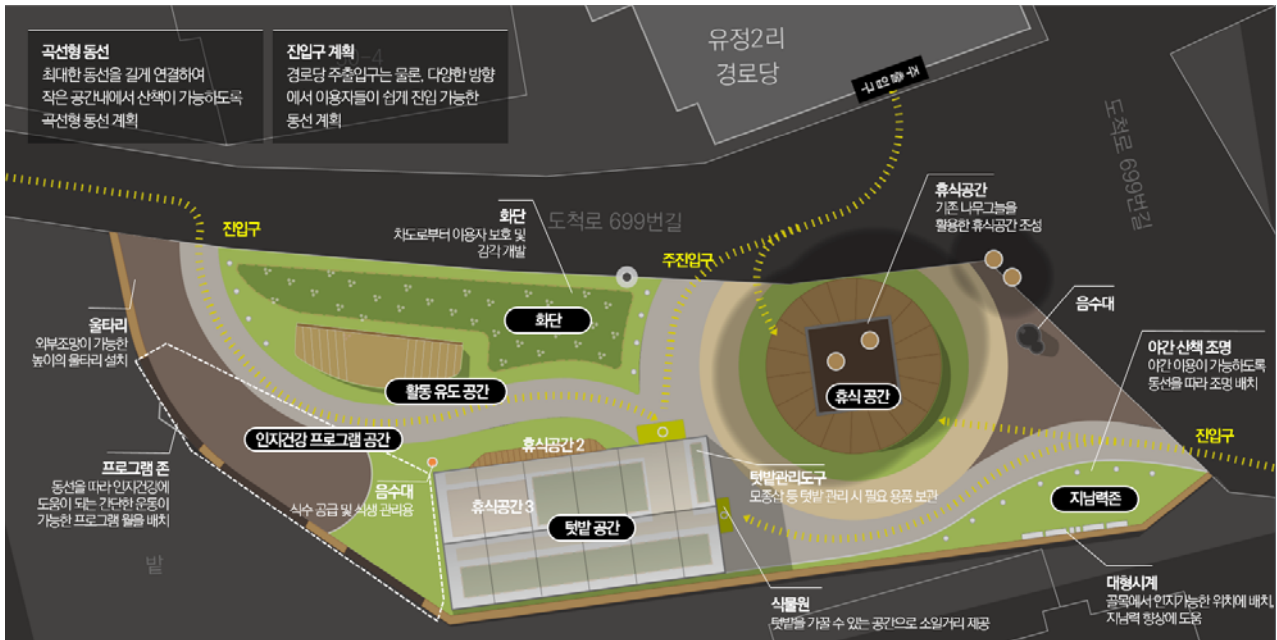 곡선형 동선
최대한 동선을 길게 연결하여
작은 공간내에서 산책이 가능하도록
곡선형 동선 계획
진입구 계획
경로당 주출입구는 물론, 다양한 방향
에서 이용자들이 쉽게 진입 가능한
동선 계획
유정2리
경로당
주출입구
도척로 699번길
휴식공간
기존 나무그늘을
활용한 휴식공간 조성
화단
차도로부터 이용자 보호 및
감각 개발
도척로 699번길
진입구
주진입구
음수대
울타리
외부조망이 가능한
높이의 울타리 설치
화단
야간 산책 조명
야간 이용이 가능하도록
동선을 따라 조명 배치
활동 유도 공간
휴식 공간
인지건강 프로그램 공간
진입구
휴식공간 2
프로그램 존
동선을 따라 인지건강에
도움이 되는 간단한 운동이
가능한 프로그램 월을 배치
음수대
식수 공급 및 식생 관리용
휴식공간 3
텃밭관리도구
모종삽 등 텃밭 관리 시 필요 용품 보관
지남력존
텃밭 공간
밭
대형시계
골목에서 인지가능한 위치에 배치,
지남력 향상에 도움
식물원
텃밭을 가꿀 수 있는 공간으로 소일거리 제공